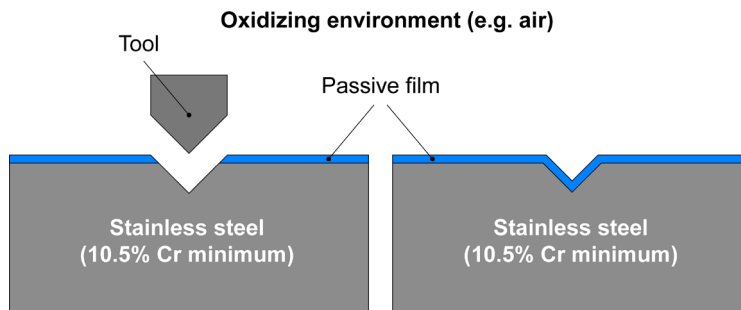 Oxidizing environment (e.g. air)
Tool
Passive film
Stainless steel
(10.5% Cr minimum)
Stainless steel
(10.5% Cr minimum)